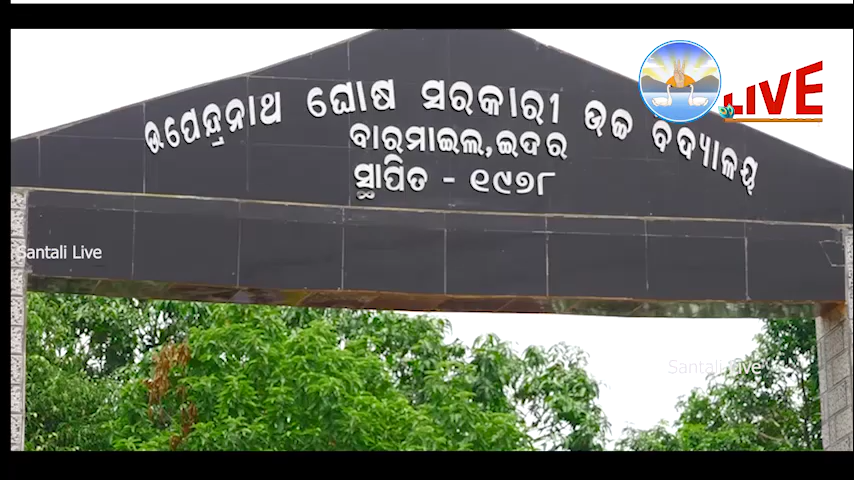 ଉପେନ୍ଦ୍ରନାଥ ଘୋଷ ସରକାରୀ ଉଚ୍ଚ ବିଦ୍ୟାଳୟ
ବାରମାଇଲ, ଇଦର
ସ୍ଥାପିତ - ୧୯୭୮
LIVE
Santali Live
Santali Live